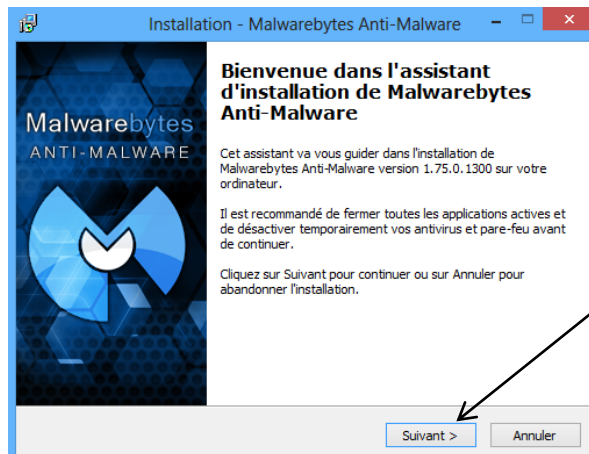 Installation - Malwarebytes Anti-Malware
Malwarebytes
ANTI-MALWARE
Bienvenue dans l'assistant
d'installation de Malwarebytes
Anti-Malware
Cet assistant va vous guider dans l'installation de
Malwarebytes Anti-Malware version 1.75.0.1300 sur votre
ordinateur.
Il est recommandé de fermer toutes les applications actives et
de désactiver temporairement vos antivirus et pare-feu avant
de continuer.
Cliquez sur Suivant pour continuer ou sur Annuler pour
abandonner l'installation.
Suivant >
Annuler